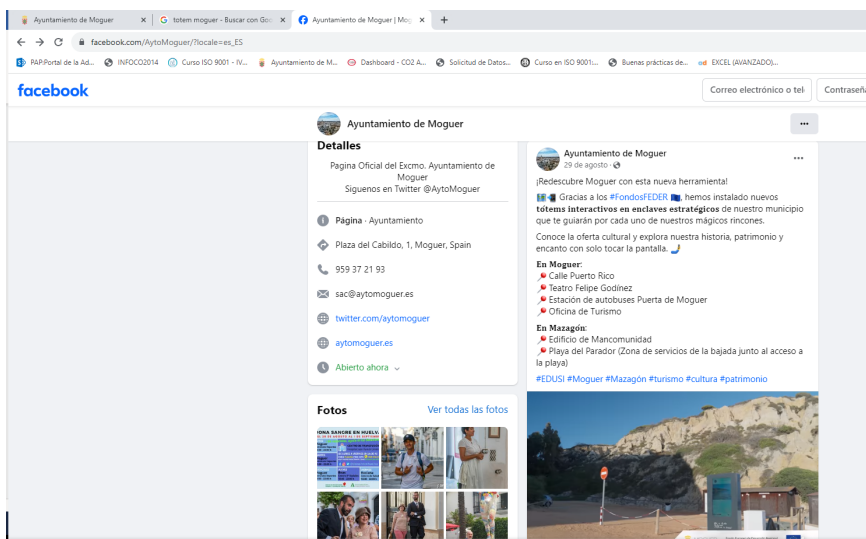 Ayuntamiento de Moguer
totem moguer - Buscar con Goo
Ayuntamiento de Moguer | Mog
facebook.com/AytoMoguer/?locale=es_ES
PAP:Portal de la Ad...
INFOCO2014
Curso ISO 9001 - IV...
Ayuntamiento de M...
Dashboard - CO2 A...
Solicitud de Datos...
Curso en ISO 9001:...
Buenas prácticas de...
EXCEL (AVANZADO)...
facebook
Correo electrónico o tel
Contraseña
Ayuntamiento de Moguer
Detalles
Pagina Oficial del Excmo. Ayuntamiento de
Moguer
Siguenos en Twitter @AytoMoguer
Página · Ayuntamiento
Plaza del Cabildo, 1, Moguer, Spain
959 37 21 93
sac@aytomoguer.es
twitter.com/aytomoguer
aytomoguer.es
Abierto ahora
Fotos
Ver todas las fotos
DONA SANGRE EN HUELV
Ayuntamiento de Moguer
29 de agosto ·
¡Redescubre Moguer con esta nueva herramienta!
Gracias a los #FondosFEDER, hemos instalado nuevos
tótems interactivos en enclaves estratégicos de nuestro municipio
que te guiarán por cada uno de nuestros mágicos rincones.
Conoce la oferta cultural y explora nuestra historia, patrimonio y
encanto con solo tocar la pantalla.
En Moguer:
Calle Puerto Rico
Teatro Felipe Godínez
Estación de autobuses Puerta de Moguer
Oficina de Turismo
En Mazagón:
Edificio de Mancomunidad
Playa del Parador (Zona de servicios de la bajada junto al acceso a
la playa)
#EDUSI #Moguer #Mazagón #turismo #cultura #patrimonio